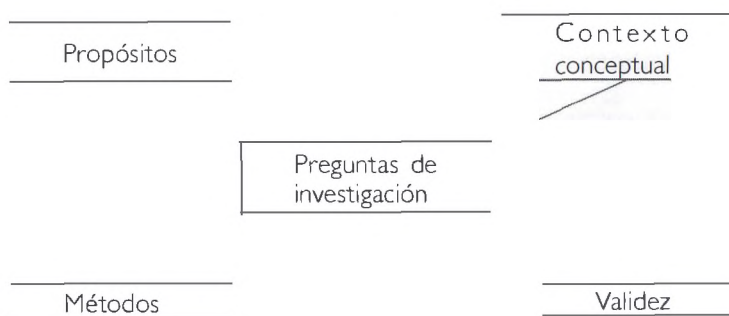 Propósitos
Contexto
conceptual
Preguntas de
investigación
Métodos
Validez